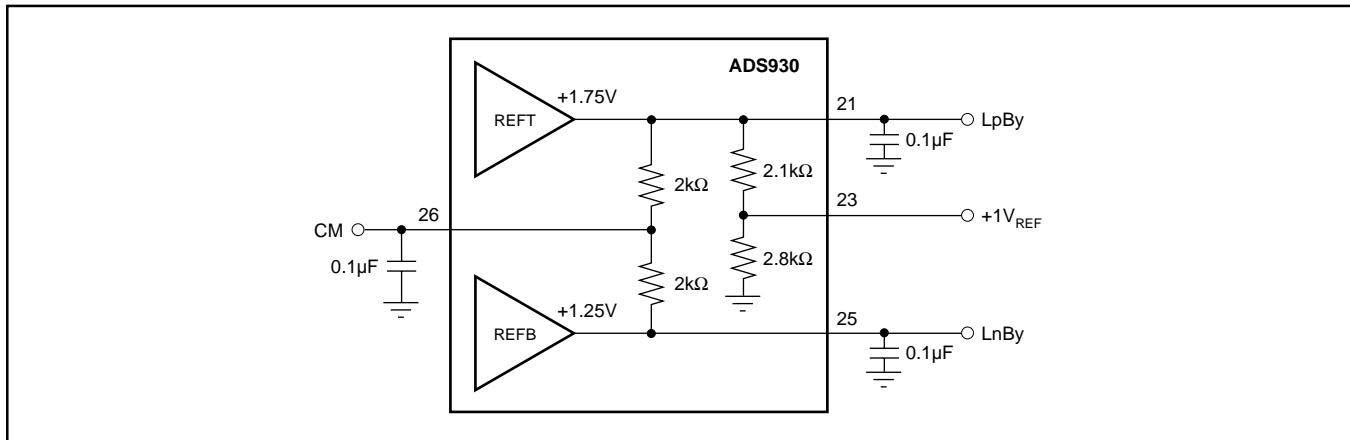 ADS930
+1.75V
REFT
21
LpBy
0.1µF
2kΩ
2.1kΩ
23
+1VREF
26
CM
0.1µF
2kΩ
2.8kΩ
+1.25V
REFB
25
LnBy
0.1µF